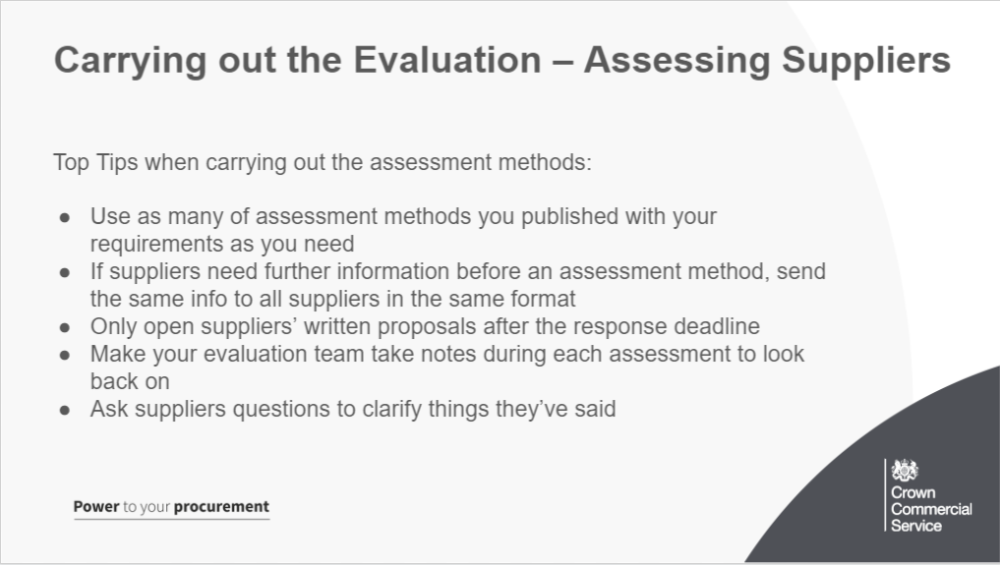 Carrying out the Evaluation – Assessing Suppliers
Top Tips when carrying out the assessment methods:
● Use as many of assessment methods you published with your
requirements as you need
● If suppliers need further information before an assessment method, send
the same info to all suppliers in the same format
● Only open suppliers’ written proposals after the response deadline
● Make your evaluation team take notes during each assessment to look
back on
● Ask suppliers questions to clarify things they’ve said
Power to your procurement
Crown
Commercial
Service